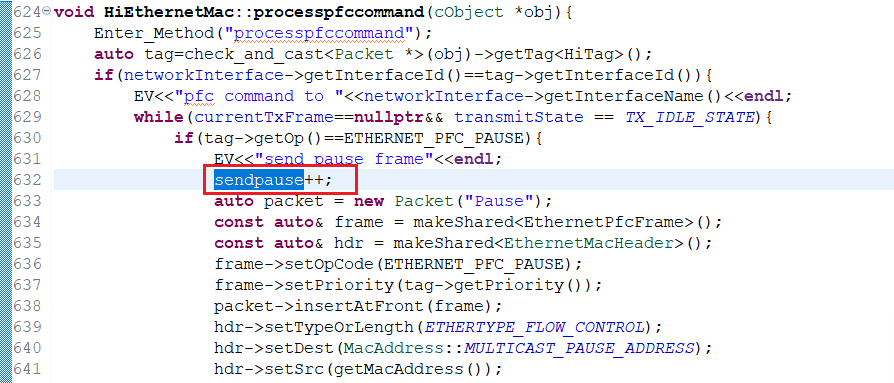 624 void HiEthernetMac::processpfccommand(cObject *obj){
625 Enter_Method("processpfccommand");
626 auto tag=check_and_cast<Packet *>(obj)->getTag<HiTag>();
627 if(networkInterface->getInterfaceId()==tag->getInterfaceId()){
628 EV<<"pfc command to "<<networkInterface->getInterfaceName()<<endl;
629 while(currentTxFrame==nullptr&& transmitState == TX_IDLE_STATE){
630 if(tag->getOp()==ETHERNET_PFC_PAUSE){
631 EV<<"send pause frame"<<endl;
632 sendpause++;
633 auto packet = new Packet("Pause");
634 const auto& frame = makeShared<EthernetPfcFrame>();
635 const auto& hdr = makeShared<EthernetMacHeader>();
636 frame->setOpCode(ETHERNET_PFC_PAUSE);
637 frame->setPriority(tag->getPriority());
638 packet->insertAtFront(frame);
639 hdr->setTypeOrLength(ETHERTYPE_FLOW_CONTROL);
640 hdr->setDest(MacAddress::MULTICAST_PAUSE_ADDRESS);
641 hdr->setSrc(getMacAddress());